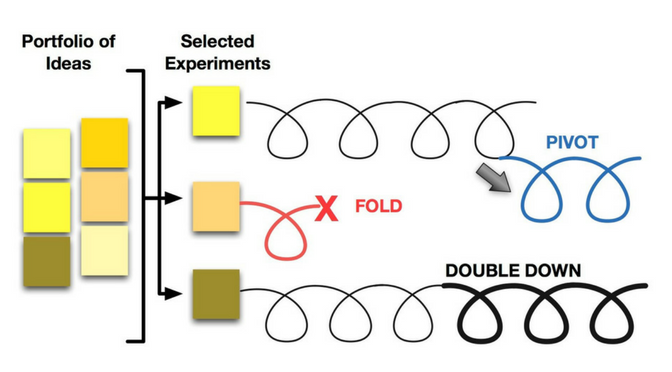 Portfolio of
Ideas
Selected
Experiments
PIVOT
X FOLD
DOUBLE DOWN